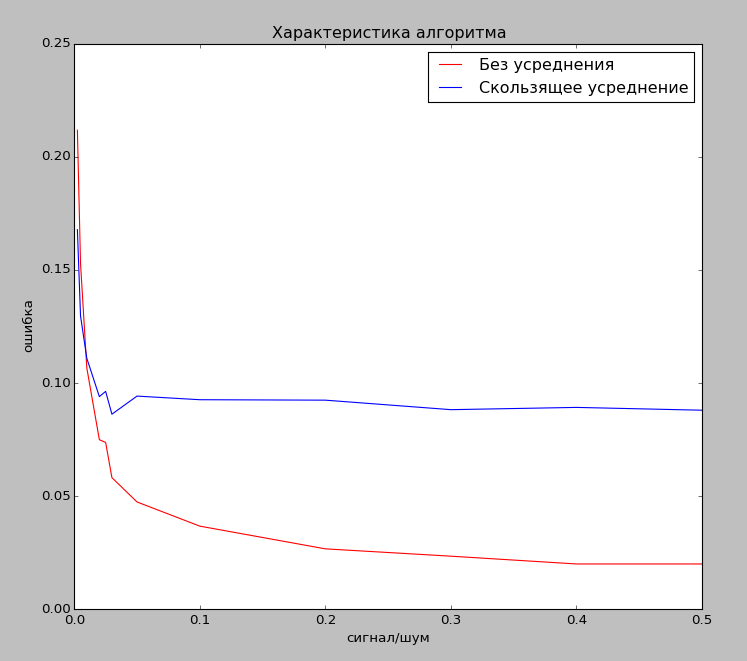 Характеристика алгоритма
Без усреднения
Скользящее усреднение
ошибка
0.25
0.20
0.15
0.10
0.05
0.00
0.0 0.1 0.2 0.3 0.4 0.5
сигнал/шум